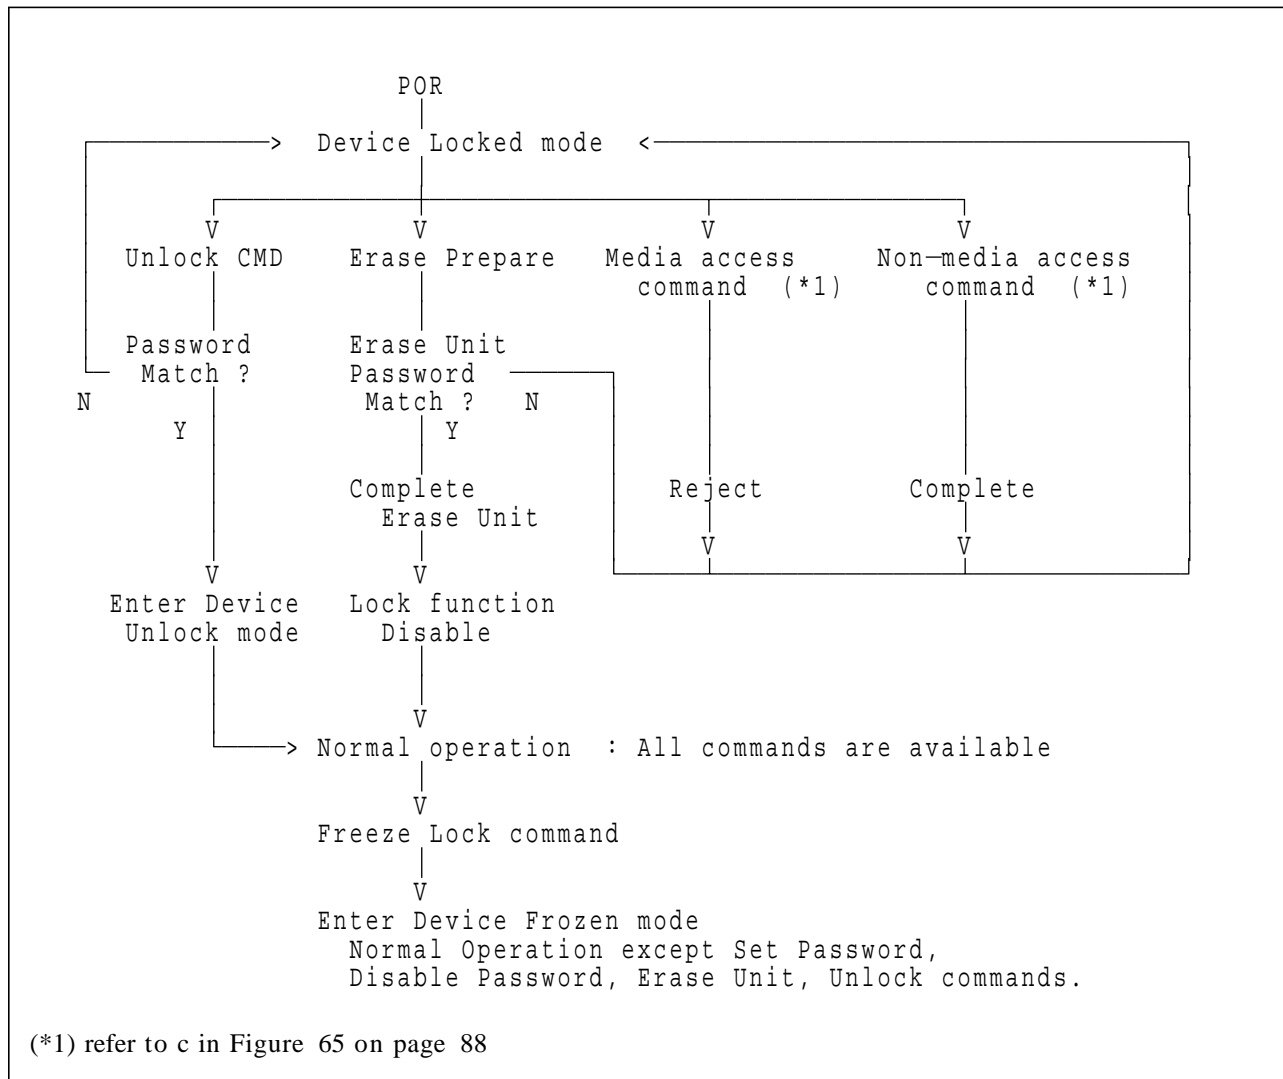 POR
> Device Locked mode <
V V V V
Unlock CMD Erase Prepare Media access Non-media access
command (*1) command (*1)
Password Erase Unit
Match ? Password
N Match ? N
Y Y
Complete Reject Complete
Erase Unit
V V
V V
Enter Device Lock function
Unlock mode Disable
V
> Normal operation : All commands are available
V
Freeze Lock command
V
Enter Device Frozen mode
Normal Operation except Set Password,
Disable Password, Erase Unit, Unlock commands.
(*1) refer to c in Figure 65 on page 88